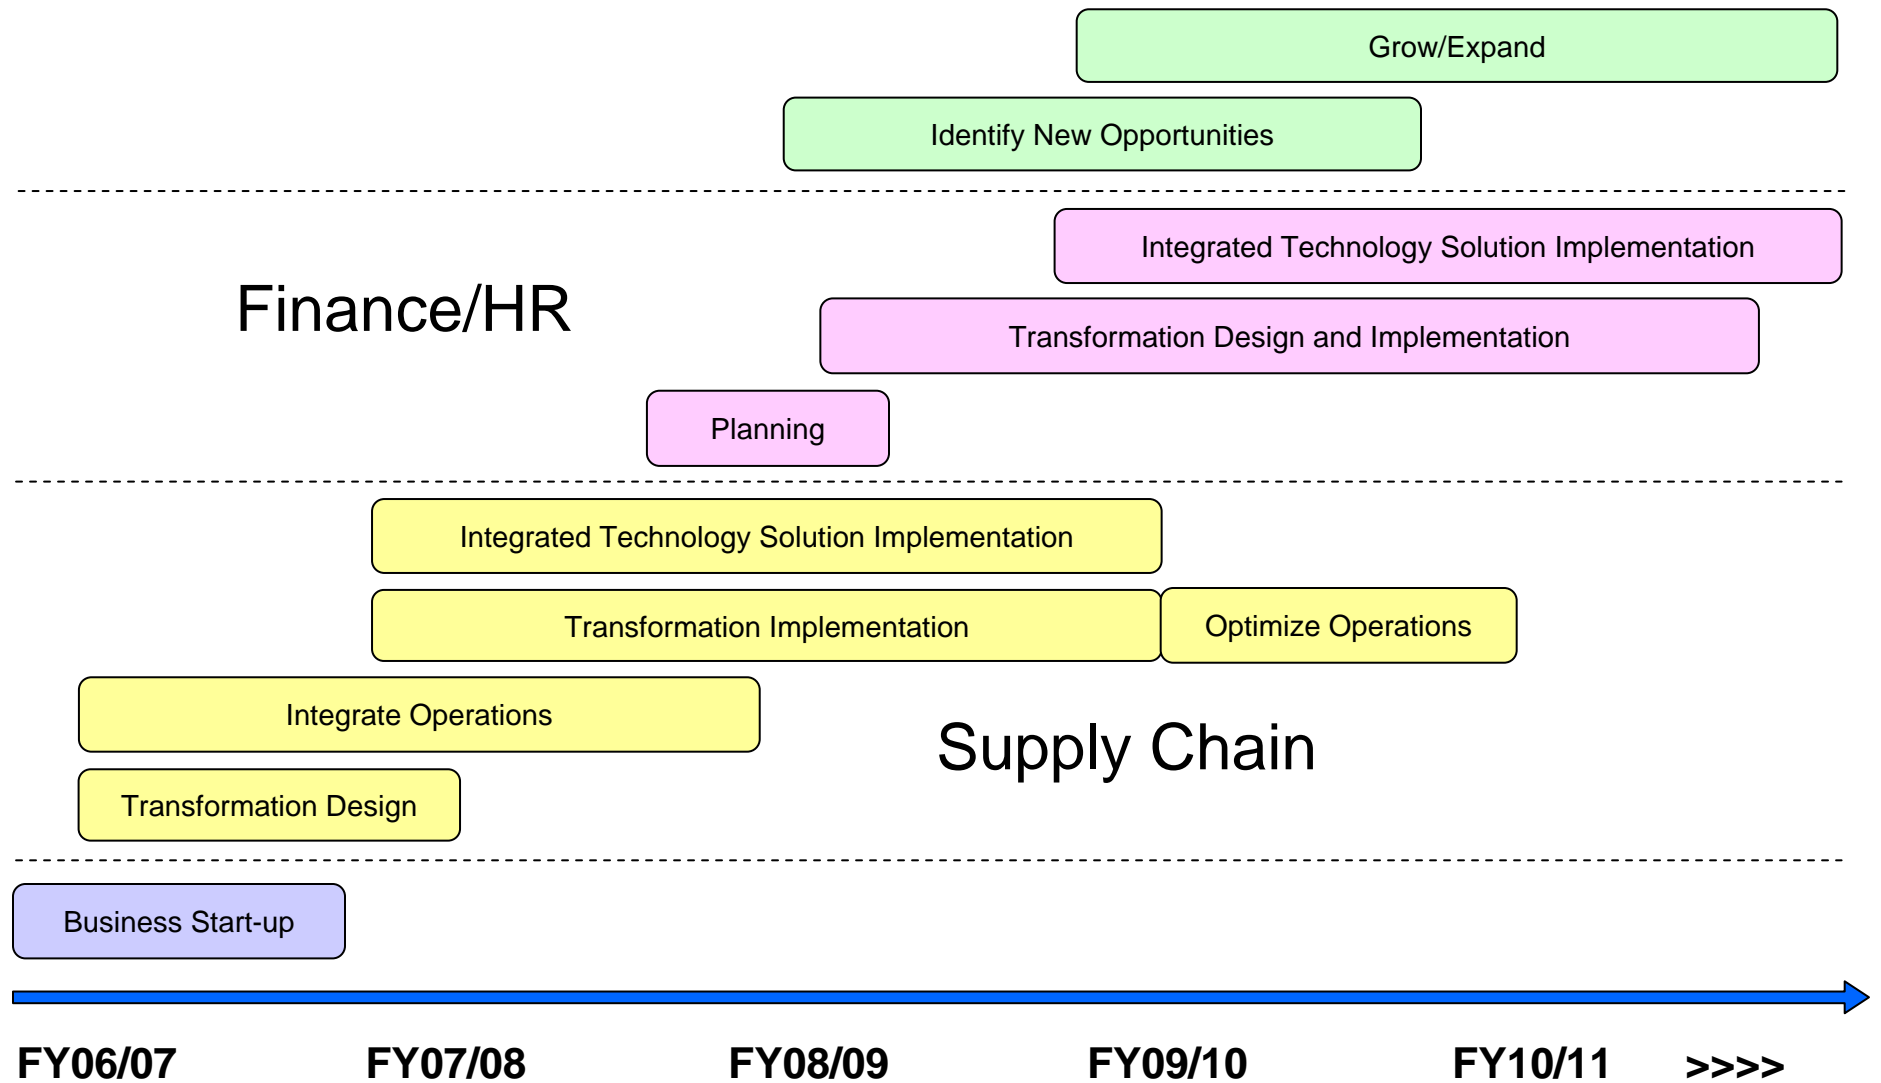 Grow/Expand
Identify New Opportunities
Integrated Technology Solution Implementation
Finance/HR
Transformation Design and Implementation
Planning
Integrated Technology Solution Implementation
Transformation Implementation
Optimize Operations
Integrate Operations
Supply Chain
Transformation Design
Business Start-up
FY06/07 FY07/08 FY08/09 FY09/10 FY10/11 >>>>